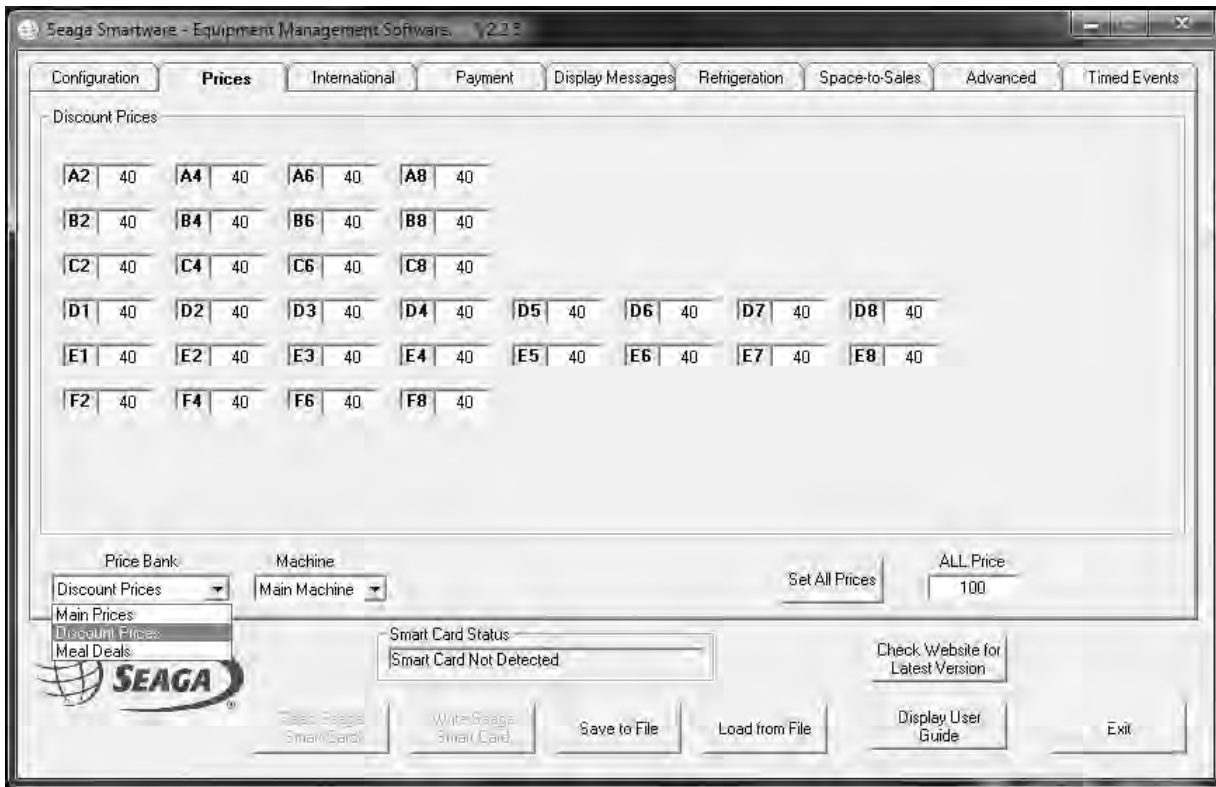 Seaga Smartware - Equipment Management Software. V2.2.5
Configuration Prices International Payment Display Messages Refrigeration Space-to-Sales Advanced Timed Events
Discount Prices
A2 40 A4 40 A6 40 A8 40
B2 40 B4 40 B6 40 B8 40
C2 40 C4 40 C6 40 C8 40
D1 40 D2 40 D3 40 D4 40 D5 40 D6 40 D7 40 D8 40
E1 40 E2 40 E3 40 E4 40 E5 40 E6 40 E7 40 E8 40
F2 40 F4 40 F6 40 F8 40
Price Bank Machine ALL Price
Discount Prices Main Machine Set All Prices 100
Main Prices
Discount Prices
Meal Deals
Smart Card Status
Smart Card Not Detected
Check Website for
Latest Version
SEAGA ®
Read Seaga
Smart Card
Write Seaga
Smart Card
Save to File
Load from File
Display User
Guide
Exit